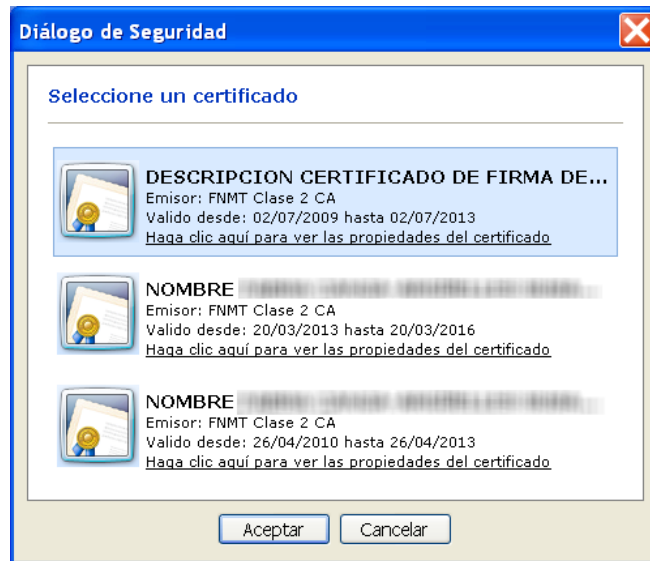 Diálogo de Seguridad
Seleccione un certificado
DESCRIPCION CERTIFICADO DE FIRMA DE...
Emisor: FNMT Clase 2 CA
Valido desde: 02/07/2009 hasta 02/07/2013
Haga clic aquí para ver las propiedades del certificado
NOMBRE
Emisor: FNMT Clase 2 CA
Valido desde: 20/03/2013 hasta 20/03/2016
Haga clic aquí para ver las propiedades del certificado
NOMBRE
Emisor: FNMT Clase 2 CA
Valido desde: 26/04/2010 hasta 26/04/2013
Haga clic aquí para ver las propiedades del certificado
Aceptar
Cancelar